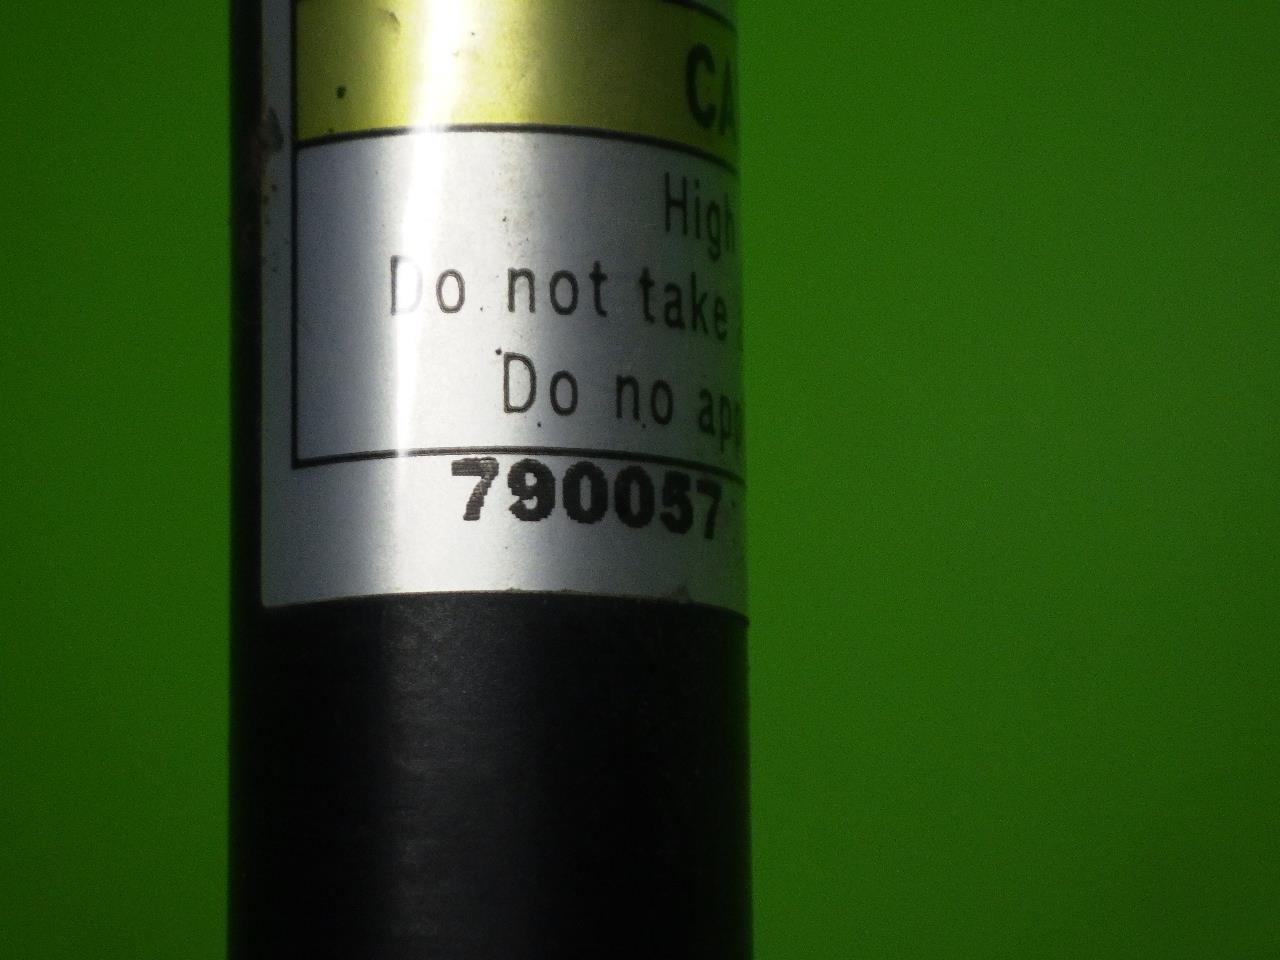 CA
High
Do not take
Do no app
790057